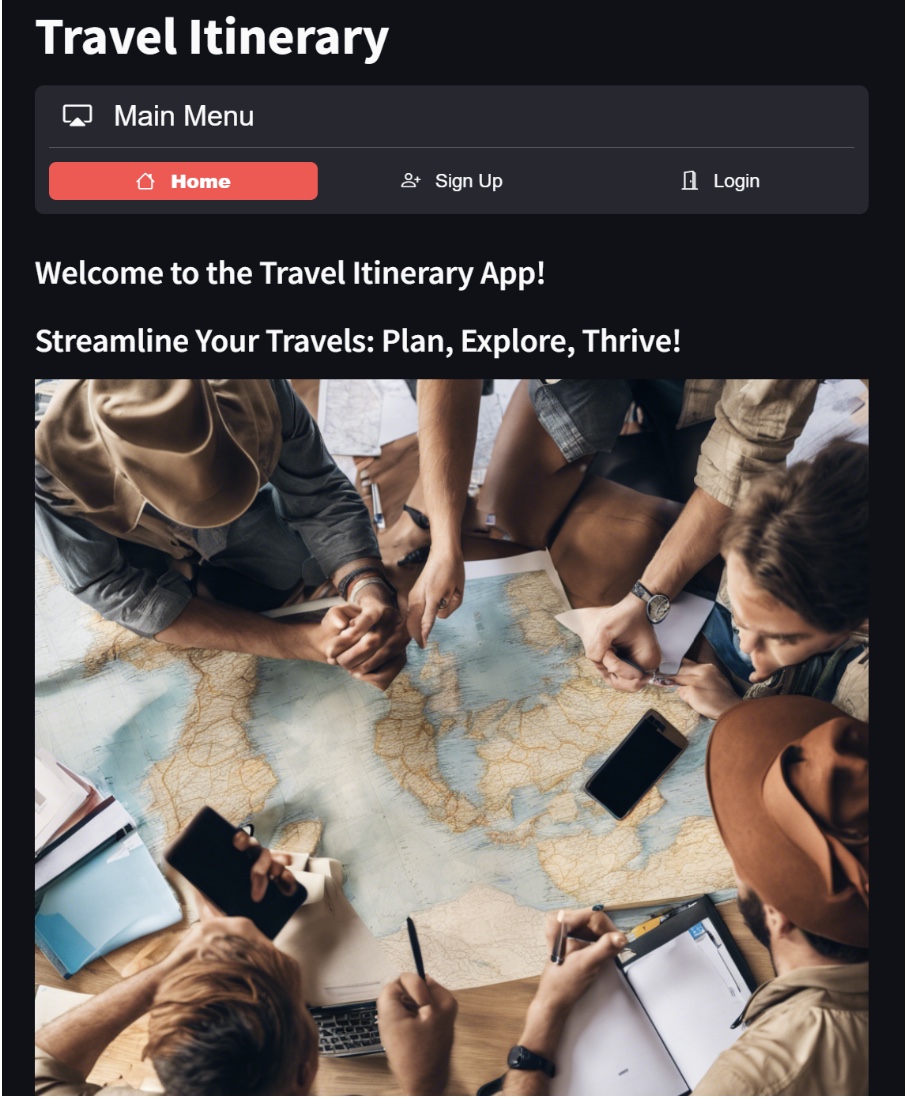 Travel Itinerary
Main Menu
Home
Sign Up
Login
Welcome to the Travel Itinerary App!
Streamline Your Travels: Plan, Explore, Thrive!